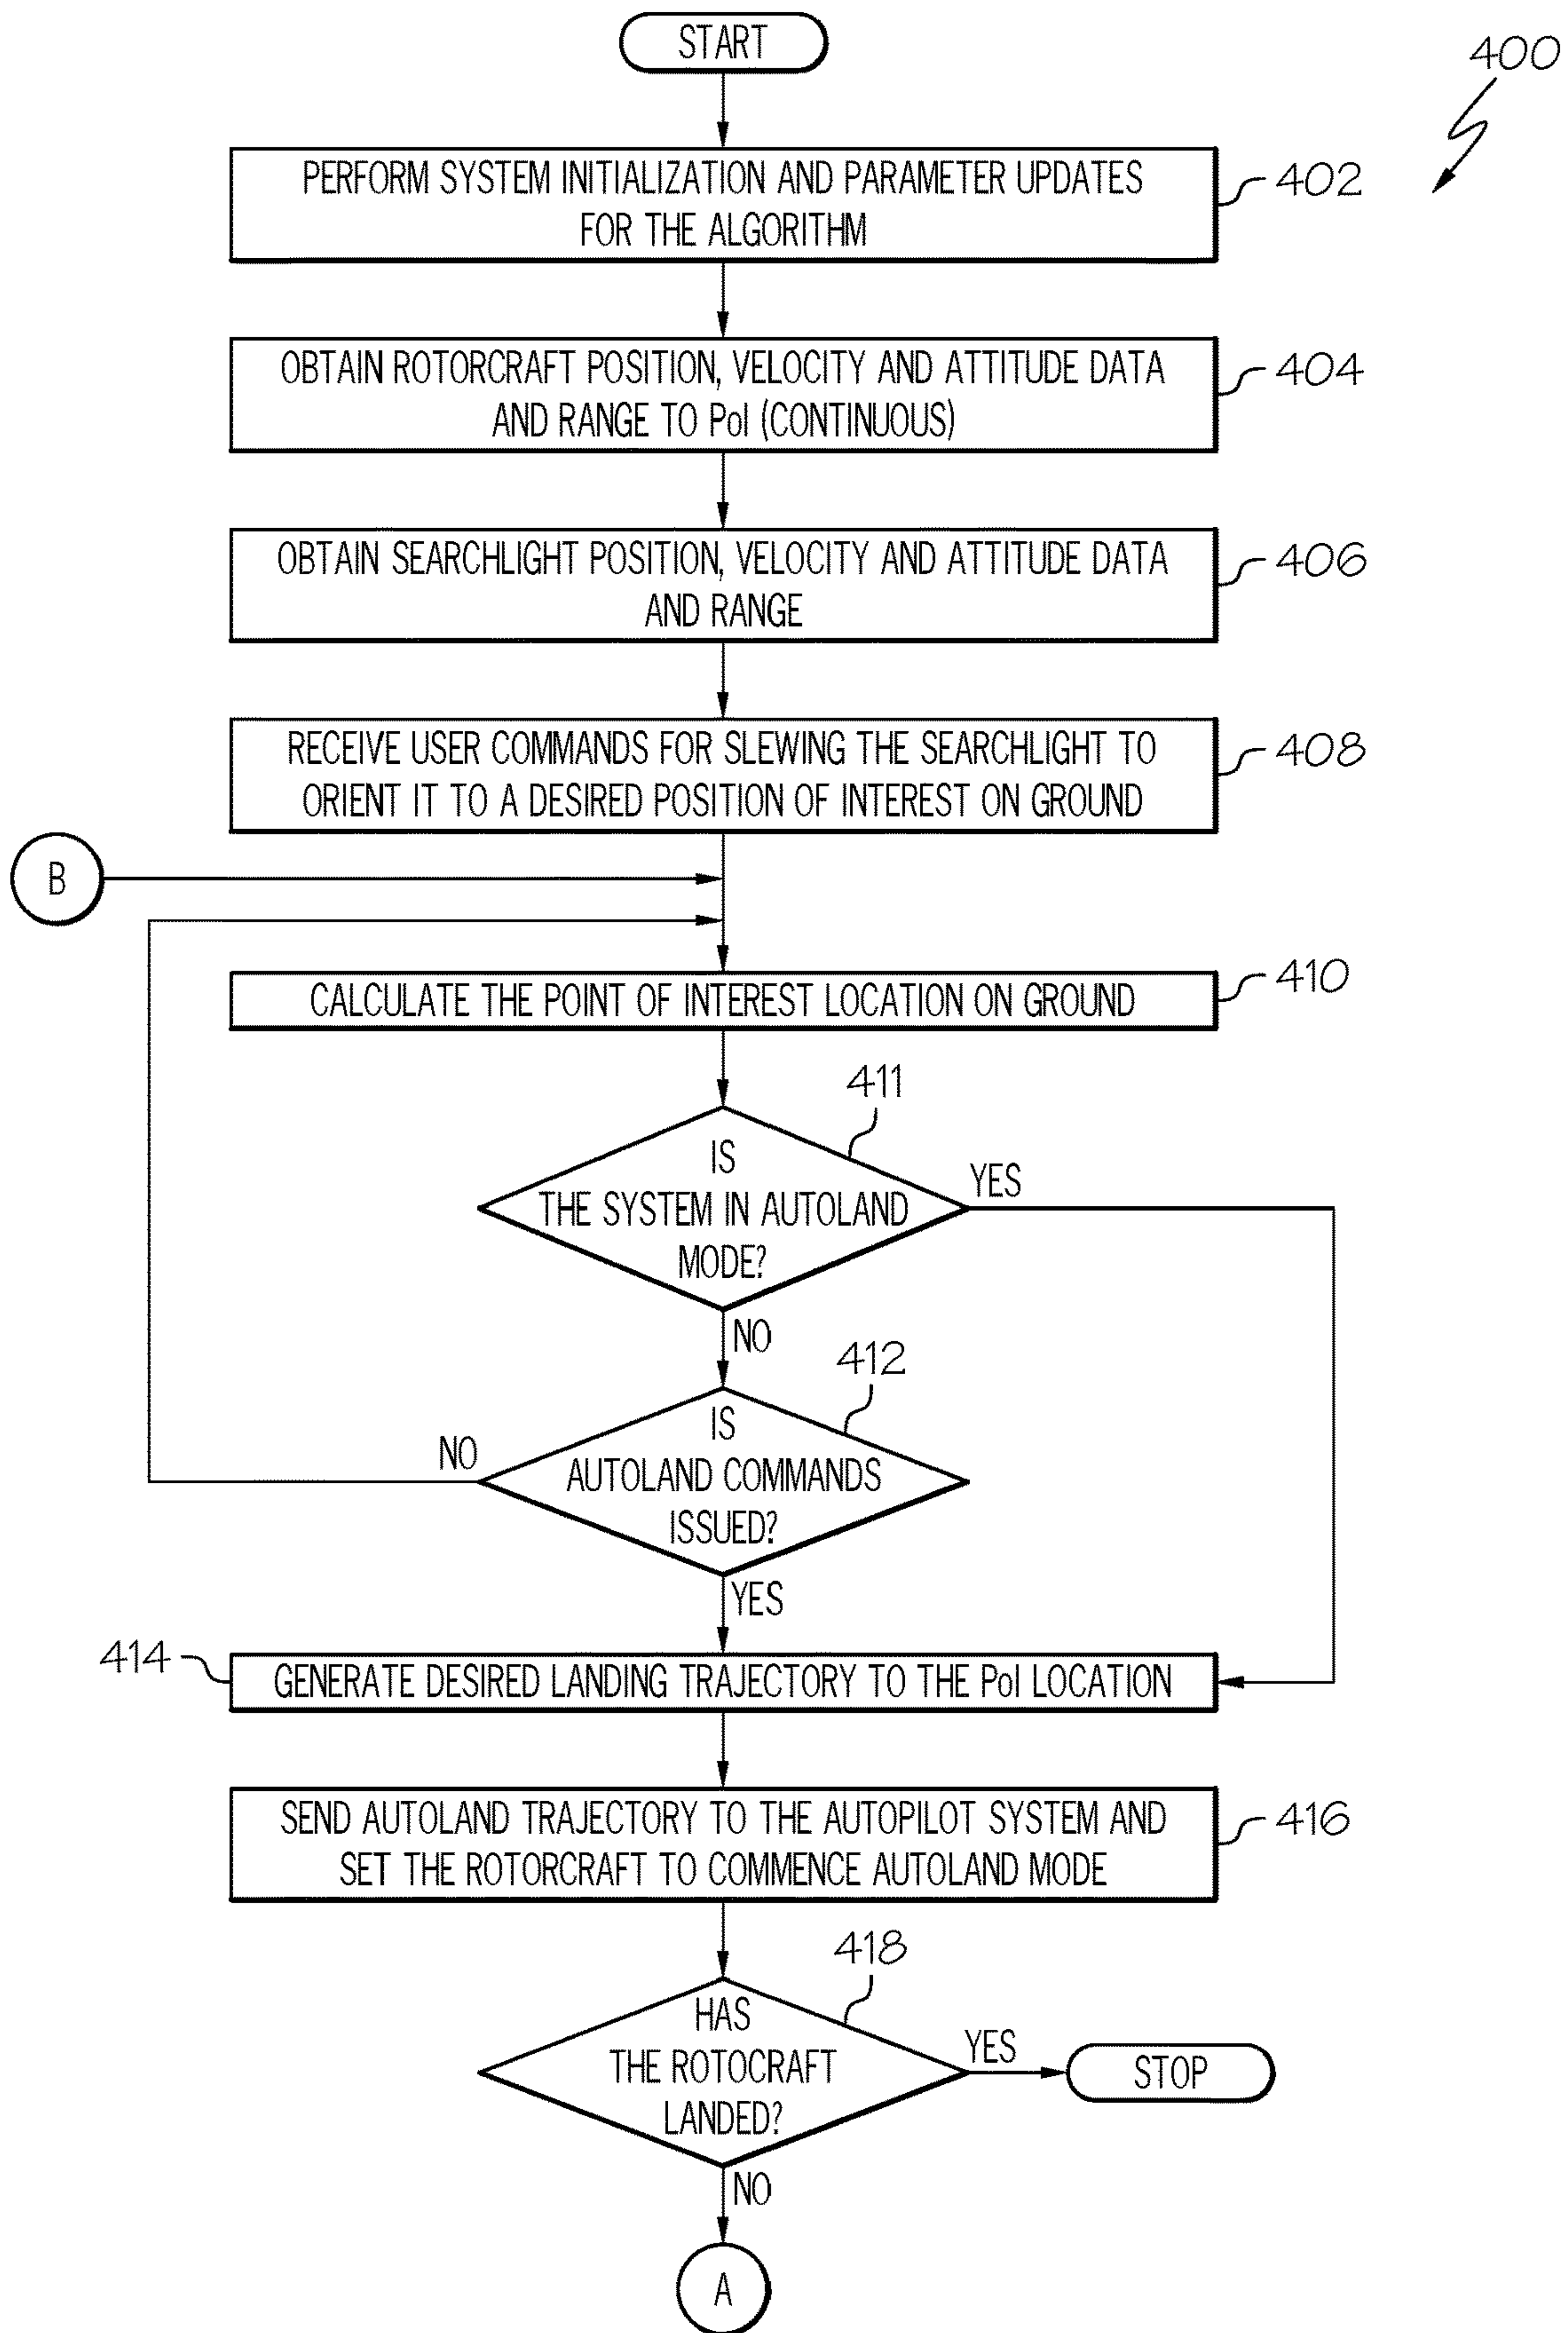 START
400
PERFORM SYSTEM INITIALIZATION AND PARAMETER UPDATES
FOR THE ALGORITHM
402
OBTAIN ROTORCRAFT POSITION, VELOCITY AND ATTITUDE DATA
AND RANGE TO PoI (CONTINUOUS)
404
OBTAIN SEARCHLIGHT POSITION, VELOCITY AND ATTITUDE DATA
AND RANGE
406
RECEIVE USER COMMANDS FOR SLEWING THE SEARCHLIGHT TO
ORIENT IT TO A DESIRED POSITION OF INTEREST ON GROUND
408
B
CALCULATE THE POINT OF INTEREST LOCATION ON GROUND
410
411
IS
THE SYSTEM IN AUTOLAND
MODE?
YES
NO
412
IS
AUTOLAND COMMANDS
ISSUED?
NO
YES
414
GENERATE DESIRED LANDING TRAJECTORY TO THE PoI LOCATION
SEND AUTOLAND TRAJECTORY TO THE AUTOPILOT SYSTEM AND
SET THE ROTORCRAFT TO COMMENCE AUTOLAND MODE
416
418
HAS
THE ROTOCRAFT
LANDED?
YES
STOP
NO
A